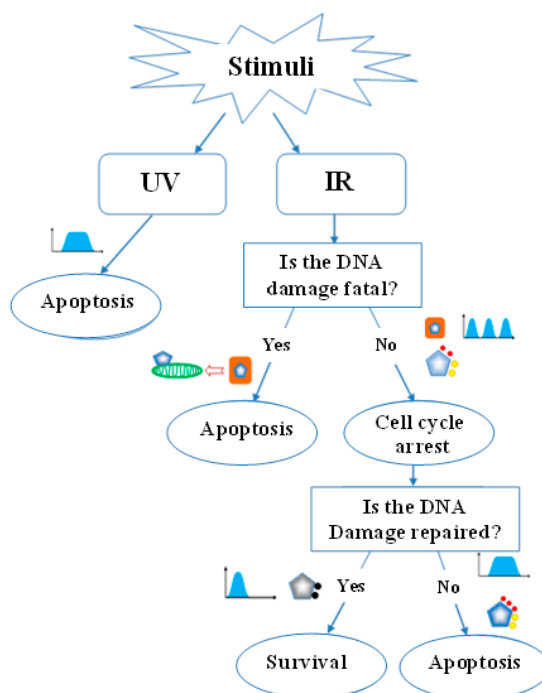 Stimuli
UV
IR
Is the DNA
damage fatal?
Apoptosis
Yes
No
Apoptosis
Cell cycle
arrest
Is the DNA
Damage repaired?
Yes
No
Survival
Apoptosis